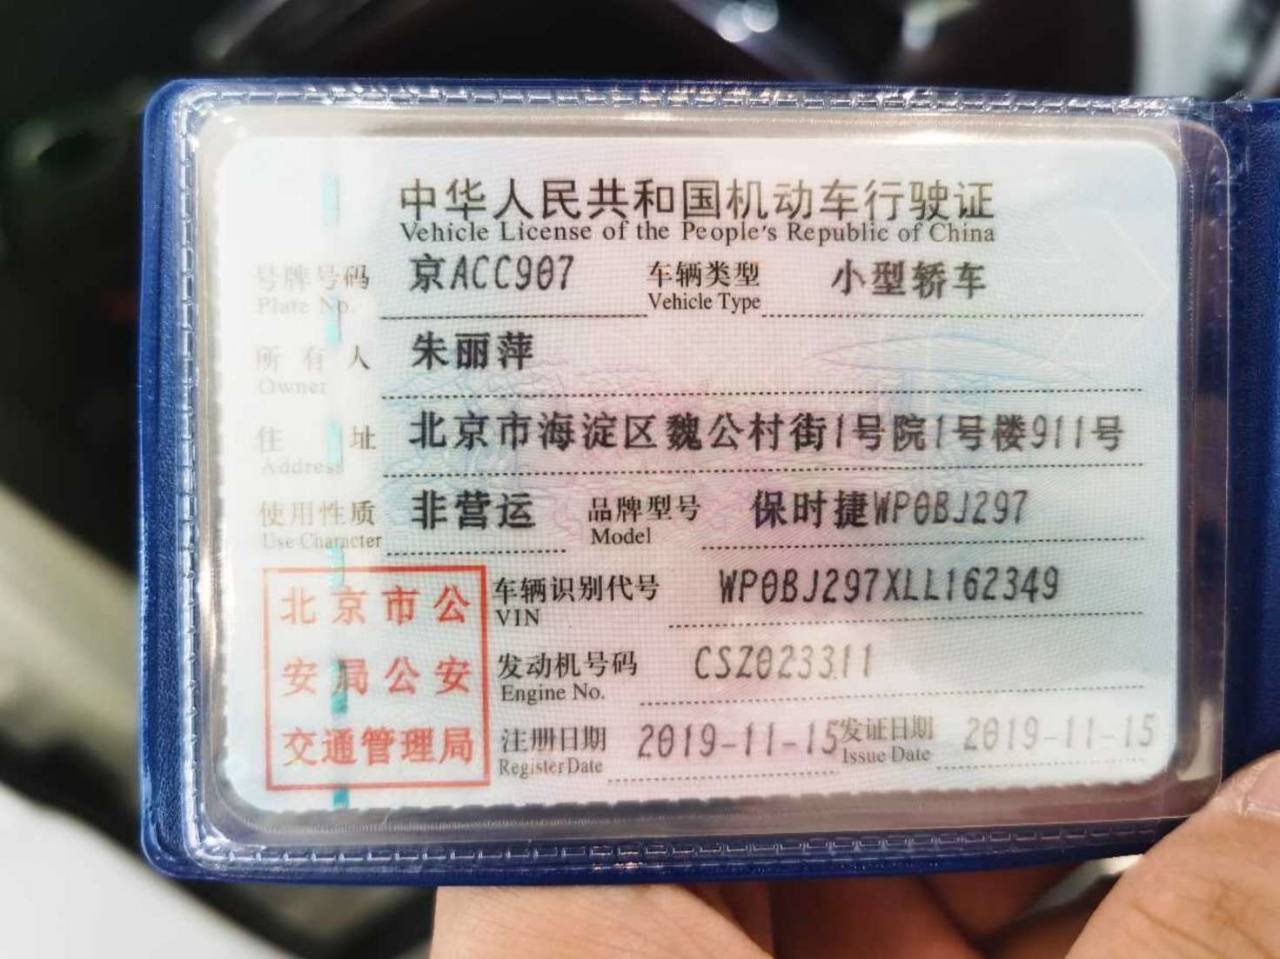 中华人民共和国机动车行驶证
Vehicle License of the People's Republic of China
号牌号码 京ACC907 车辆类型 小型轿车
Plate No. Vehicle Type
所有人 朱丽萍
Owner
住址 北京市海淀区魏公村街1号院1号楼911号
Address
使用性质 非营运 品牌型号 保时捷WP0BJ297
Use Character Model
北京市公
安局公安
交通管理局
车辆识别代号 WP0BJ297XLL162349
VIN
发动机号码 CSZ023311
Engine No.
注册日期 2019-11-15 发证日期 2019-11-15
Register Date Issue Date